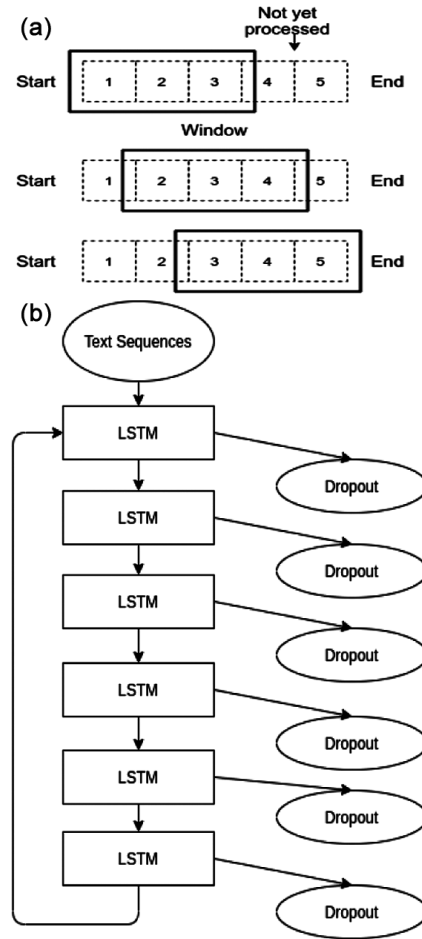 (a)
Not yet
processed
Start 1 2 3 4 5 End
Window
Start 1 2 3 4 5 End
Start 1 2 3 4 5 End
(b)
Text Sequences
LSTM
Dropout
LSTM
Dropout
LSTM
Dropout
LSTM
Dropout
LSTM
Dropout
LSTM
Dropout